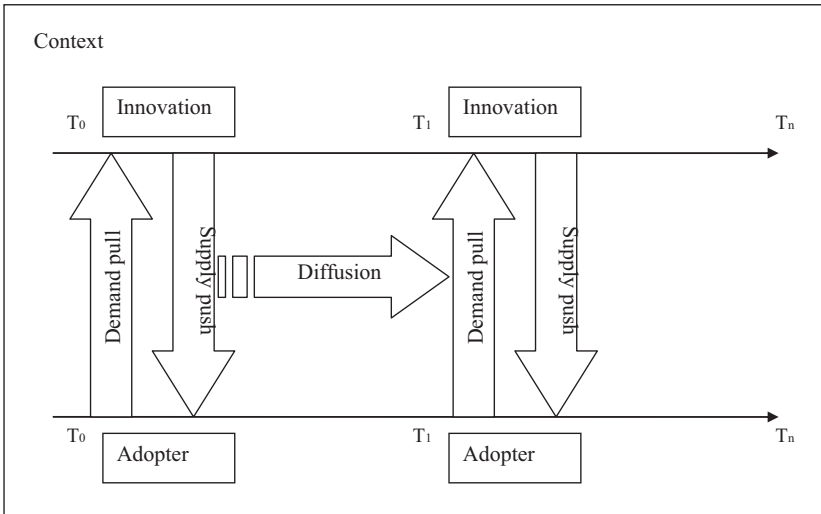 Context
Innovation
Innovation
T0
T1
Tn
Demand pull
Supply push
Diffusion
Demand pull
Supply push
T0
T1
Tn
Adopter
Adopter